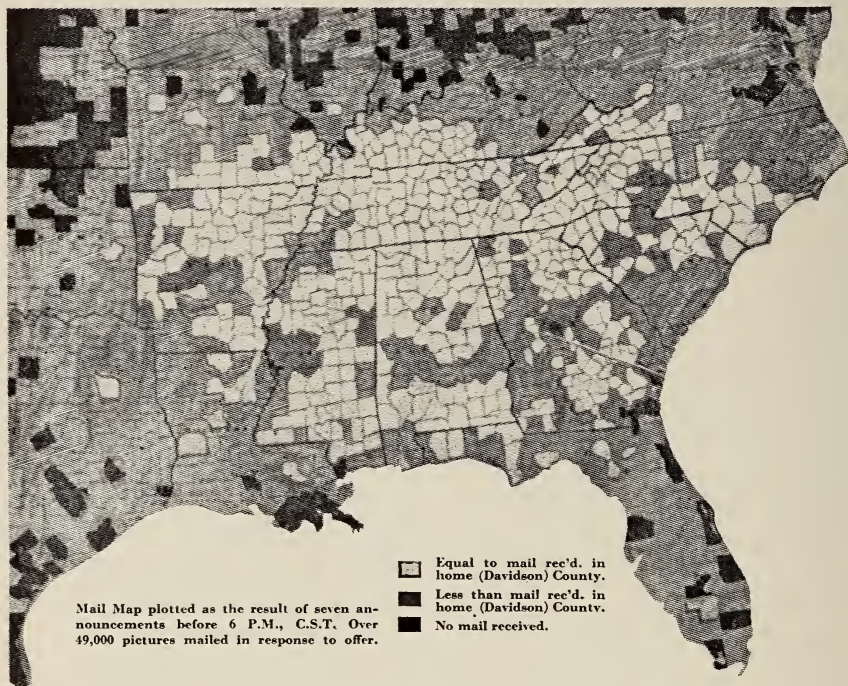 Mail Map plotted as the result of seven an-
nouncements before 6 P.M., C.S.T. Over
49,000 pictures mailed in response to offer.
Equal to mail rec'd. in
home (Davidson) County.
Less than mail rec'd. in
home (Davidson) County.
No mail received.